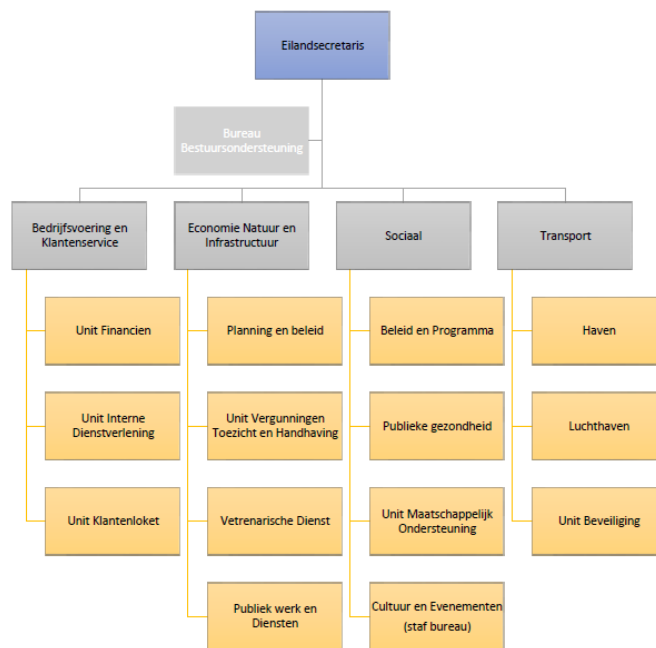 Eilandsecretaris
Bureau
Bestuursondersteuning
Bedrijfsvoering en
Klantenservice
Economie Natuur en
Infrastructuur
Sociaal
Transport
Unit Financien
Planning en beleid
Beleid en Programma
Haven
Unit Interne
Dienstverlening
Unit Vergunningen
Toezicht en Handhaving
Publieke gezondheid
Luchthaven
Unit Klantenloket
Vetrenarische Dienst
Unit Maatschappelijk
Ondersteuning
Unit Beveiliging
Publiek werk en
Diensten
Cultuur en Evenementen
(staf bureau)